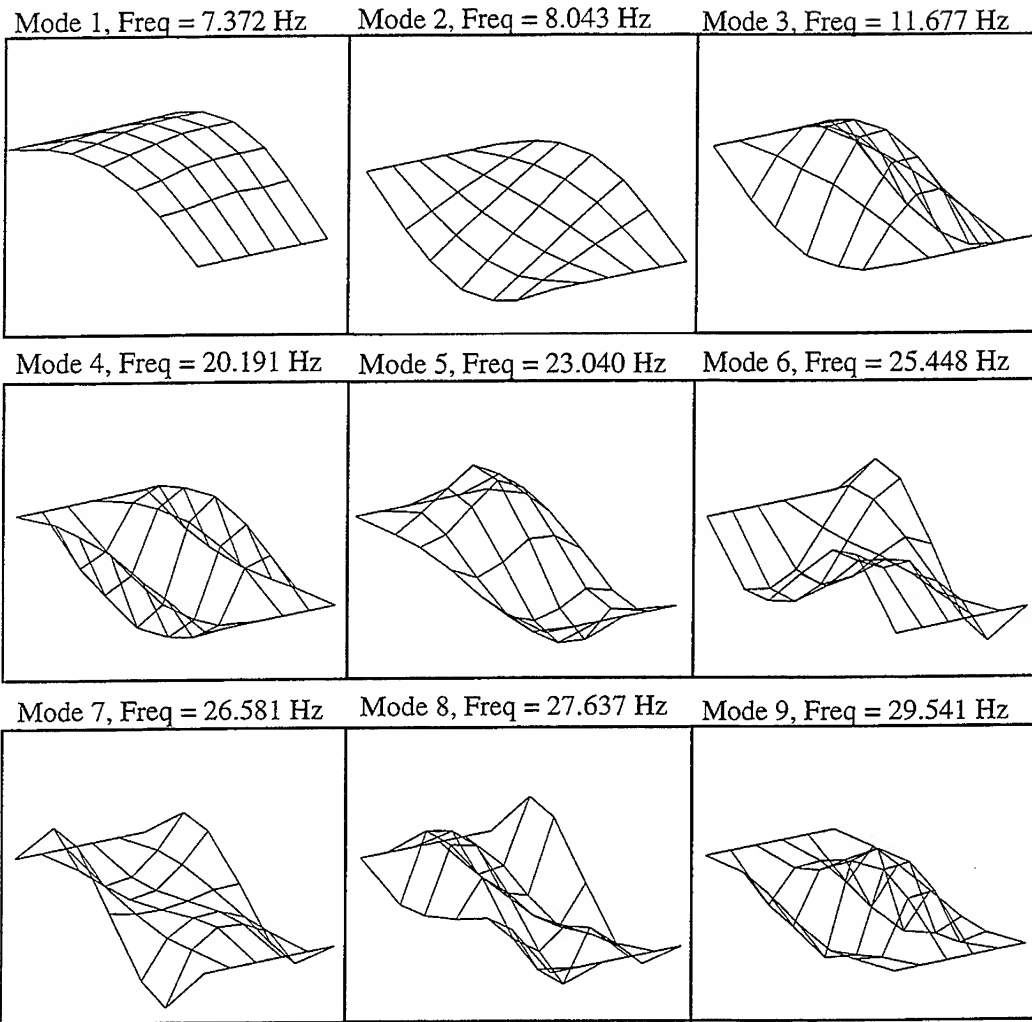 Mode 1, Freq = 7.372 Hz
Mode 2, Freq = 8.043 Hz
Mode 3, Freq = 11.677 Hz
Mode 4, Freq = 20.191 Hz
Mode 5, Freq = 23.040 Hz
Mode 6, Freq = 25.448 Hz
Mode 7, Freq = 26.581 Hz
Mode 8, Freq = 27.637 Hz
Mode 9, Freq = 29.541 Hz